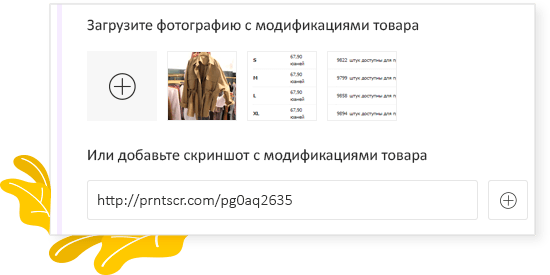 Загрузите фотографию с модификациями товара
S 67,90 юаней
M 67,90 юаней
L 67,90 юаней
XL 67,90 юаней
9822 штук доступны для п
9799 штук доступны для п
9858 штук доступны для п
9894 штук доступны для п
Или добавьте скриншот с модификациями товара
http://prntscr.com/pg0aq2635